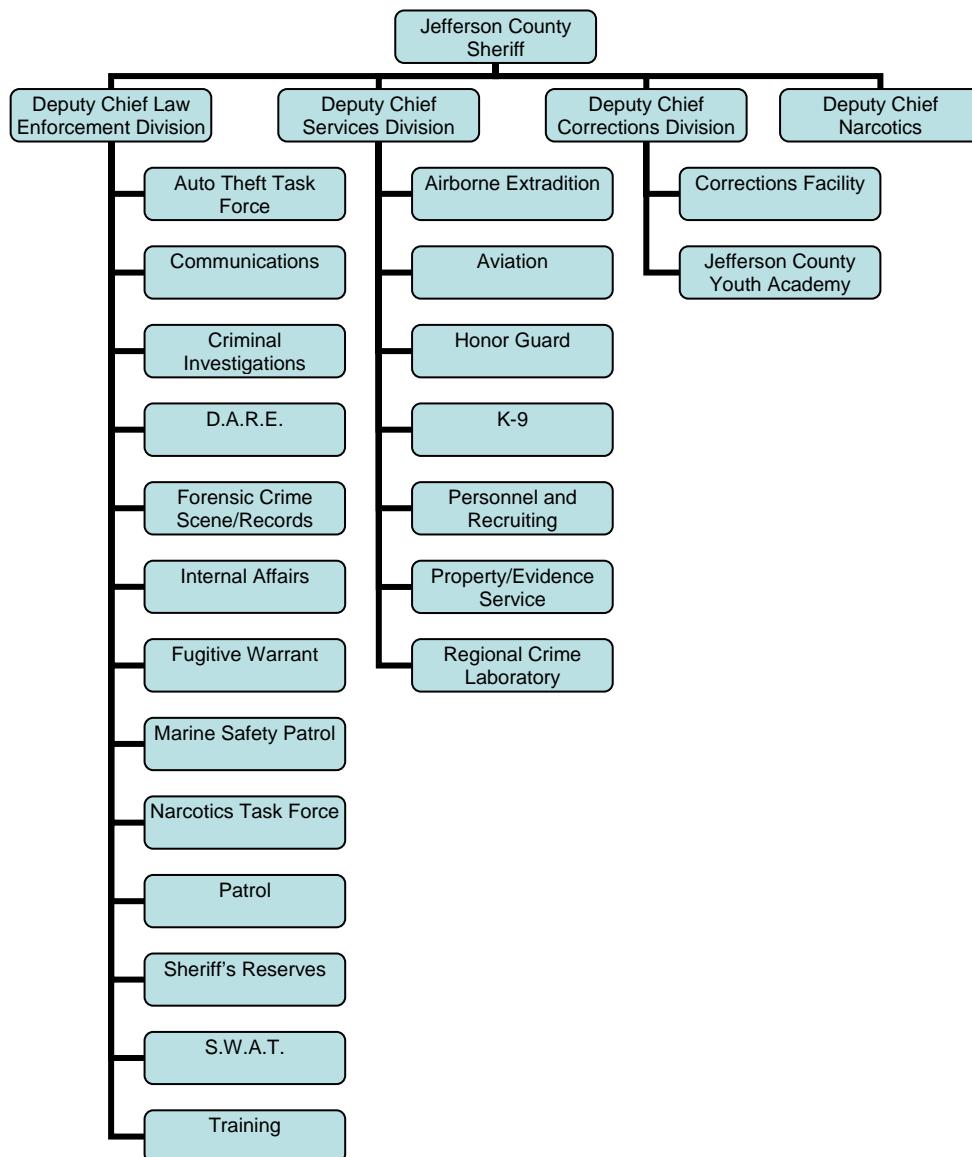 Jefferson County
Sheriff
Deputy Chief Law
Enforcement Division
Deputy Chief
Services Division
Deputy Chief
Corrections Division
Deputy Chief
Narcotics
Auto Theft Task
Force
Communications
Criminal
Investigations
D.A.R.E.
Forensic Crime
Scene/Records
Internal Affairs
Fugitive Warrant
Marine Safety Patrol
Narcotics Task Force
Patrol
Sheriff's Reserves
S.W.A.T.
Training
Airborne Extradition
Aviation
Honor Guard
K-9
Personnel and
Recruiting
Property/Evidence
Service
Regional Crime
Laboratory
Corrections Facility
Jefferson County
Youth Academy